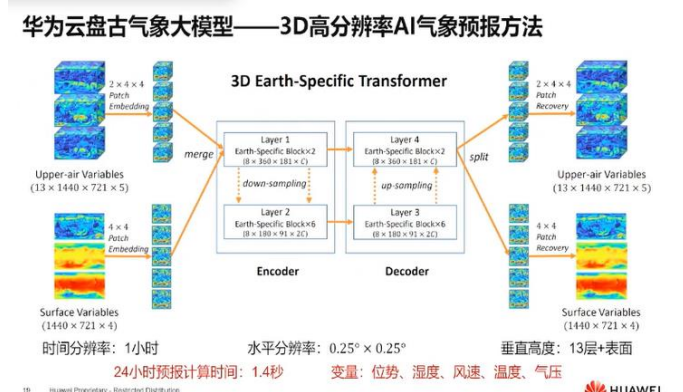 华为云盘古气象大模型——3D高分辨率AI气象预报方法
3D Earth-Specific Transformer
2 × 4 × 4
Patch
Embedding
Upper-air Variables
(13 × 1440 × 721 × 5)
4 × 4
Patch
Embedding
Surface Variables
(1440 × 721 × 4)
merge
Layer 1
Earth-Specific Block×2
(8 × 360 × 181 × C)
down-sampling
Layer 2
Earth-Specific Block×6
(8 × 180 × 91 × 2C)
Encoder
Layer 4
Earth-Specific Block×2
(8 × 360 × 181 × C)
up-sampling
Layer 3
Earth-Specific Block×6
(8 × 180 × 91 × 2C)
Decoder
split
2 × 4 × 4
Patch
Recovery
Upper-air Variables
(13 × 1440 × 721 × 5)
4 × 4
Patch
Recovery
Surface Variables
(1440 × 721 × 4)
时间分辨率：1小时
水平分辨率：0.25° × 0.25°
垂直高度：13层+表面
24小时预报计算时间：1.4秒
变量：位势、湿度、风速、温度、气压
Huawei Proprietary - Restricted Distribution
HUAWEI